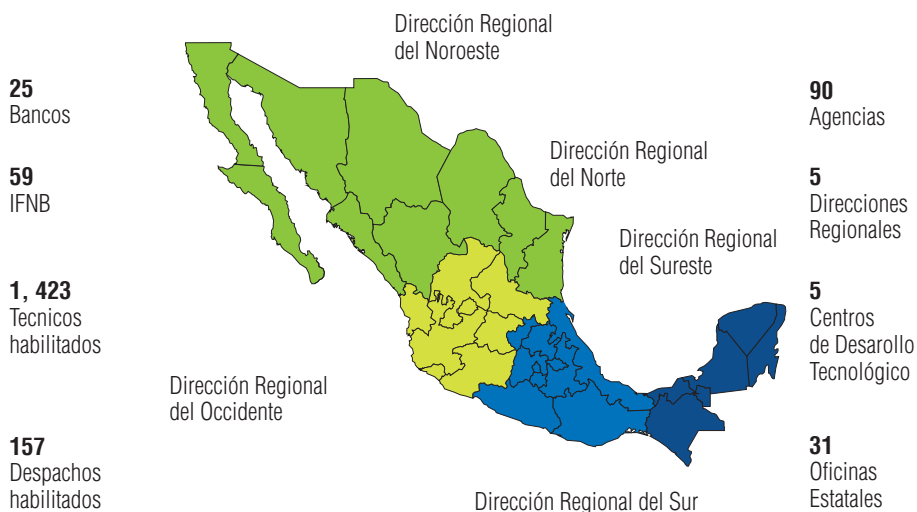 Dirección Regional
del Noroeste
25
Bancos
59
IFNB
1, 423
Tecnicos
habilitados
157
Despachos
habilitados
Dirección Regional
del Norte
Dirección Regional
del Sureste
Dirección Regional
del Occidente
Dirección Regional del Sur
90
Agencias
5
Direcciones
Regionales
5
Centros
de Desarollo
Tecnológico
31
Oficinas
Estatales